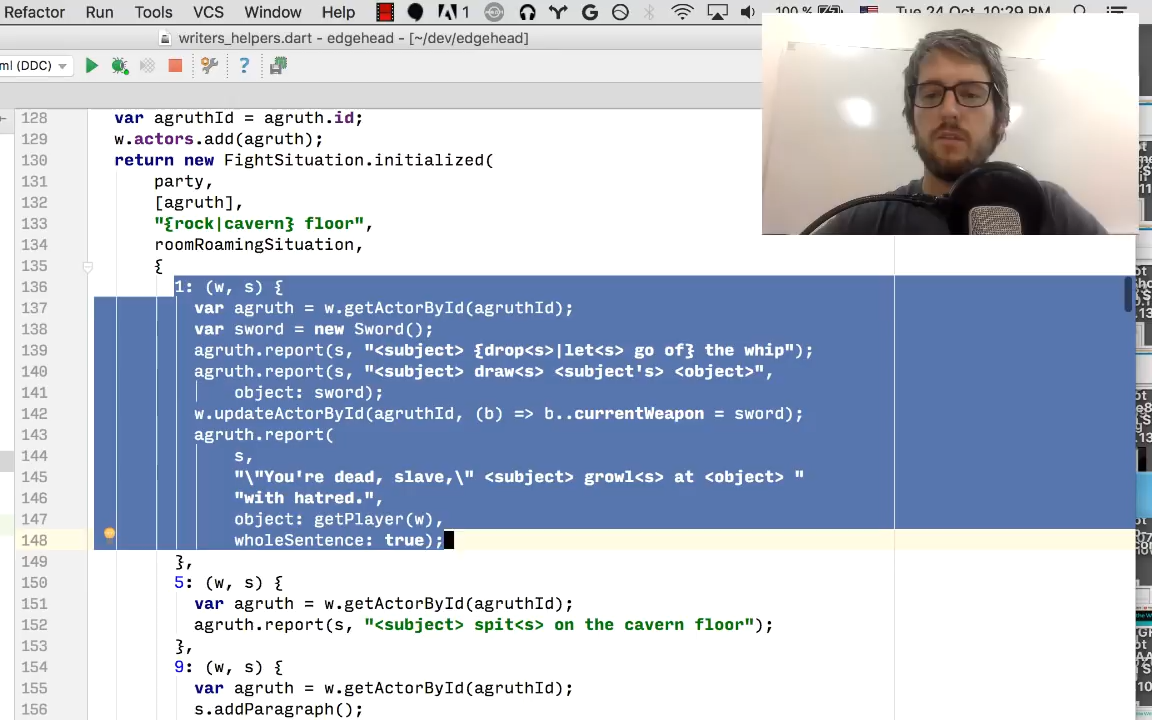 Refactor Run Tools VCS Window Help 1 100 % Tue 24 Oct 10:29 PM
writers_helpers.dart - edgehead - [~/dev/edgehead]
ml (DDC)
128 var agruthId = agruth.id;
129 w.actors.add(agruth);
130 return new FightSituation.initialized(
131 party,
132 [agruth],
133 "{rock|cavern} floor",
134 roomRoamingSituation,
135 {
136 1: (w, s) {
137 var agruth = w.getActorById(agruthId);
138 var sword = new Sword();
139 agruth.report(s, "<subject> {drop<s>|let<s> go of} the whip");
140 agruth.report(s, "<subject> draw<s> <subject's> <object>",
141 object: sword);
142 w.updateActorById(agruthId, (b) => b..currentWeapon = sword);
143 agruth.report(
144 s,
145 "\"You're dead, slave,\" <subject> growl<s> at <object> "
146 "with hatred.",
147 object: getPlayer(w),
148 wholeSentence: true);
149 },
150 5: (w, s) {
151 var agruth = w.getActorById(agruthId);
152 agruth.report(s, "<subject> spit<s> on the cavern floor");
153 },
154 9: (w, s) {
155 var agruth = w.getActorById(agruthId);
156 s.addParagraph();